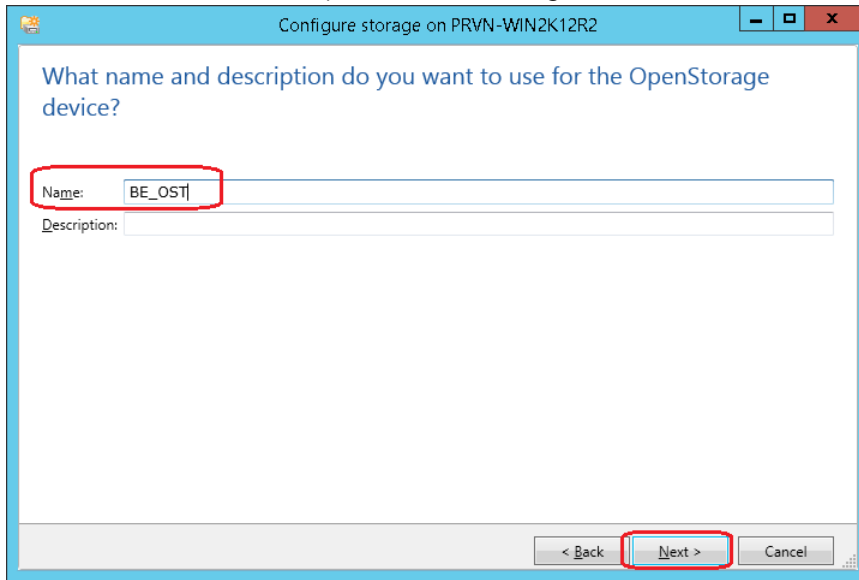 Configure storage on PRVN-WIN2K12R2
What name and description do you want to use for the OpenStorage
device?
Name: BE_OST
Description:
< Back Next > Cancel